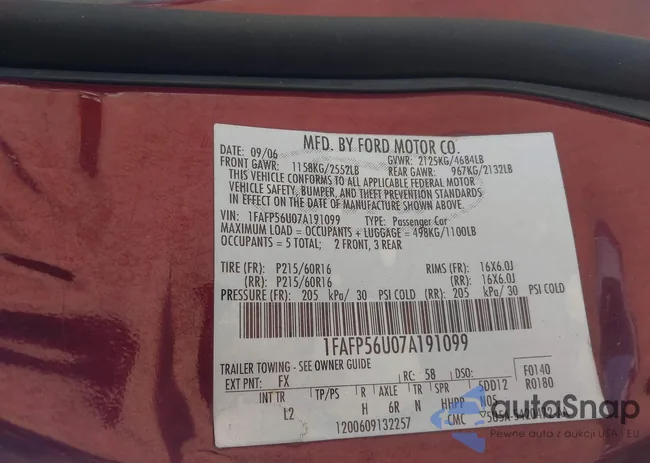 MFD. BY FORD MOTOR CO.
DATE: 09/06 GVWR: 2125KG/4684LB
FRONT GAWR: 1158KG/2552LB REAR GAWR: 967KG/2132LB
THIS VEHICLE CONFORMS TO ALL APPLICABLE FEDERAL MOTOR
VEHICLE SAFETY, BUMPER, AND THEFT PREVENTION STANDARDS
IN EFFECT ON THE DATE OF MANUFACTURE SHOWN ABOVE.
VIN: 1FAFP56U07A191099 TYPE: Passenger Car
MAXIMUM LOAD = OCCUPANTS + LUGGAGE = 498KG/1100LB
OCCUPANTS = 5 TOTAL; 2 FRONT, 3 REAR
TIRE (FR): P215/60R16 RIMS (FR): 16X6.0J
(RR): P215/60R16 (RR): 16X6.0J
PRESSURE (FR): 205 kPa/ 30 PSI COLD (RR): 205 kPa/ 30 PSI COLD
1FAFP56U07A191099
TRAILER TOWING - SEE OWNER GUIDE
EXT PNT: FX RC: 58 DSO: F0140
INT TR TP/PS R AXLE TR SPR 5DD12 R0180
L2 H 6R N HHPP NOS
1200609132257 CMC
autoSnap
Pewne auta z aukcji USA i EU